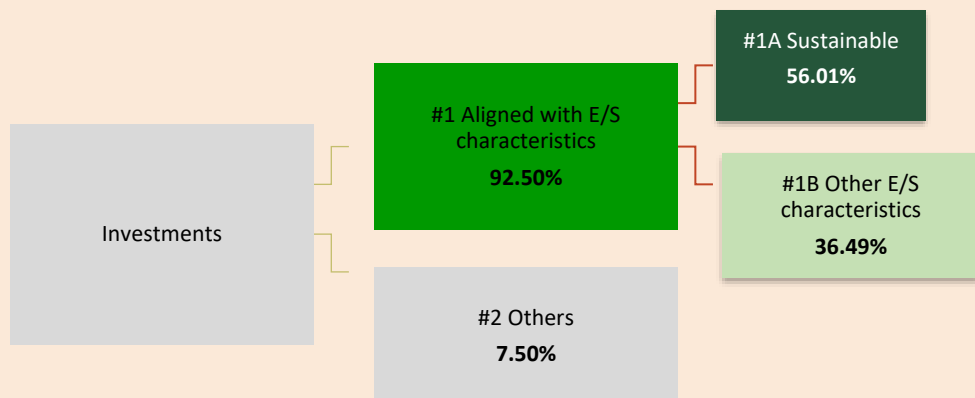 Investments
#1 Aligned with E/S
characteristics
92.50%
#2 Others
7.50%
#1A Sustainable
56.01%
#1B Other E/S
characteristics
36.49%